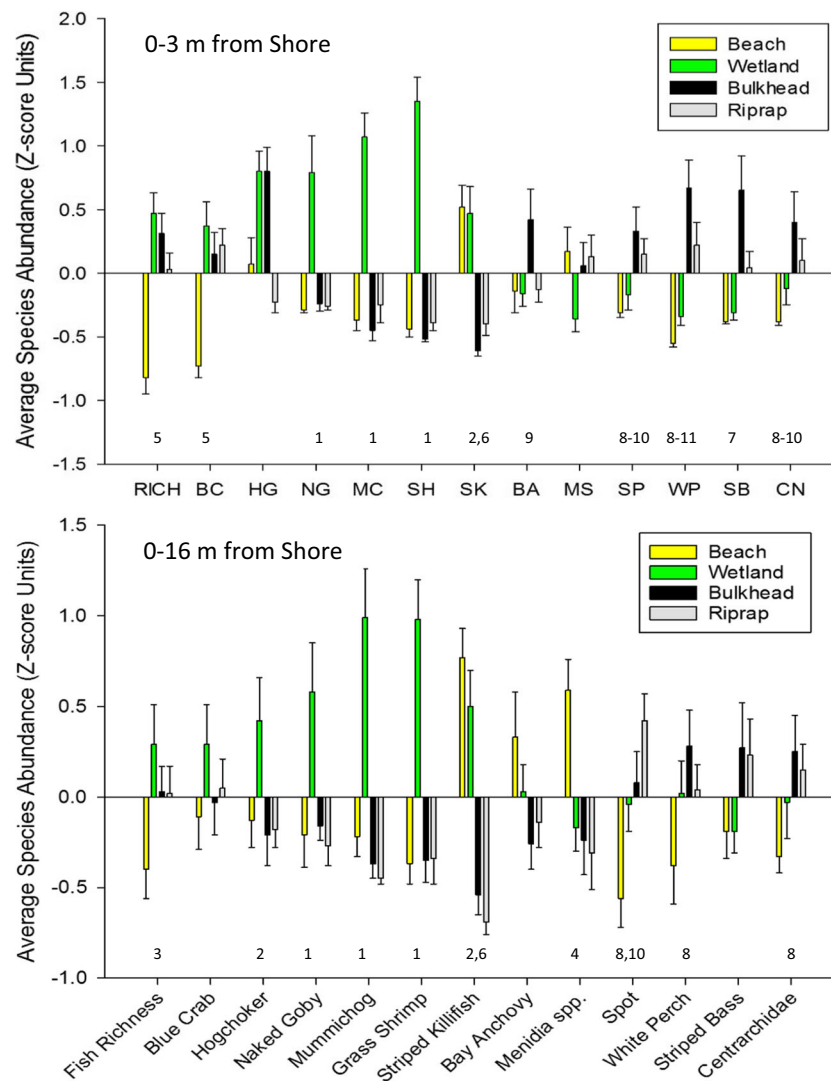 Average Species Abundance (Z-score Units)
2.0
1.5
1.0
0.5
0.0
-0.5
-1.0
-1.5
0-3 m from Shore
Beach
Wetland
Bulkhead
Riprap
5 5 1 1 1 2,6 9 8-10 8-11 7 8-10
RICH BC HG NG MC SH SK BA MS SP WP SB CN
Average Species Abundance (Z-score Units)
1.5
1.0
0.5
0.0
-0.5
-1.0
0-16 m from Shore
Beach
Wetland
Bulkhead
Riprap
3 2 1 1 1 2,6 4 8,10 8 8
Fish Richness
Blue Crab
Hogchoker
Naked Goby
Mummichog
Grass Shrimp
Striped Killifish
Bay Anchovy
Menidia spp.
Spot
White Perch
Striped Bass
Centrarchidae